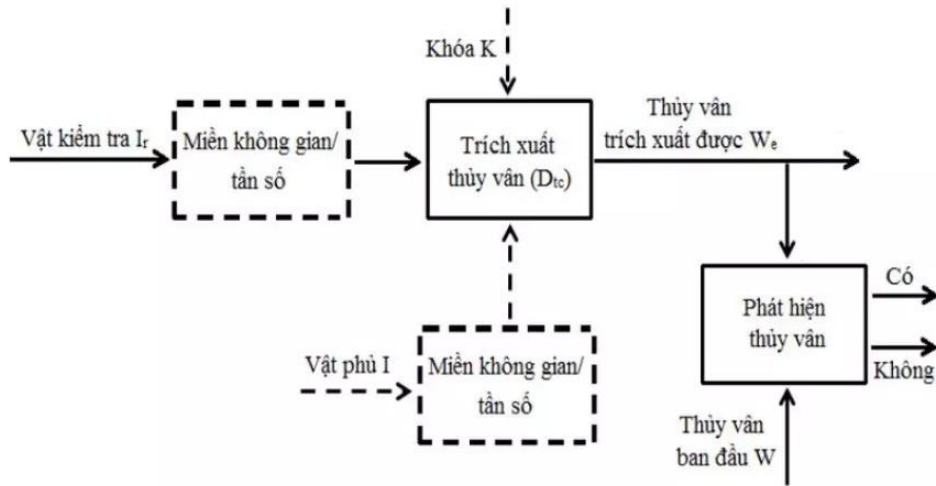 Khóa K
Vật kiểm tra Iᵣ
Miền không gian/
tần số
Trích xuất
thủy vân (Dₜc)
Thủy vân
trích xuất được Wₑ
Vật phủ I
Miền không gian/
tần số
Phát hiện
thủy vân
Có
Không
Thủy vân
ban đầu W